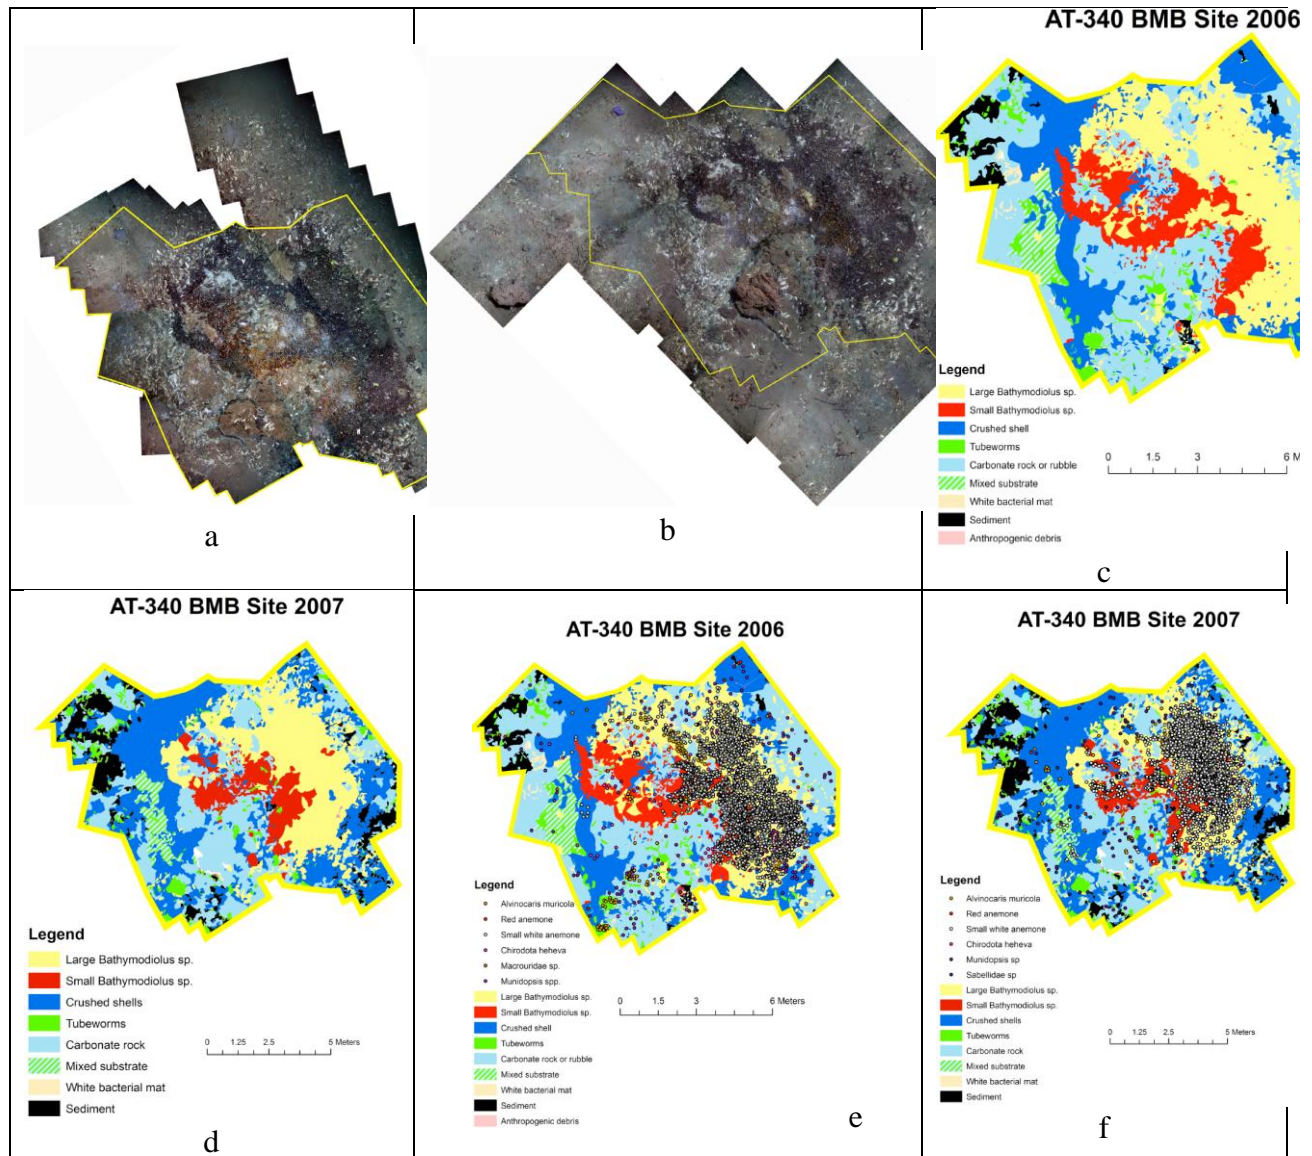 a
b
AT-340 BMB Site 2006
Legend
Large Bathymodiolus sp.
Small Bathymodiolus sp.
Crushed shell
Tubeworms
Carbonate rock or rubble
Mixed substrate
White bacterial mat
Sediment
Anthropogenic debris
0 1.5 3 6 M
c
AT-340 BMB Site 2007
Legend
Large Bathymodiolus sp.
Small Bathymodiolus sp.
Crushed shells
Tubeworms
Carbonate rock
Mixed substrate
White bacterial mat
Sediment
0 1.25 2.5 5 Meters
d
AT-340 BMB Site 2006
Legend
Alvinocaris muricola
Red anemone
Small white anemone
Chirodota heheva
Macrouridae sp.
Munidopsis spp.
Large Bathymodiolus sp.
Small Bathymodiolus sp.
Crushed shell
Tubeworms
Carbonate rock or rubble
Mixed substrate
White bacterial mat
Sediment
Anthropogenic debris
0 1.5 3 6 Meters
e
AT-340 BMB Site 2007
Legend
Alvinocaris muricola
Red anemone
Small white anemone
Chirodota heheva
Munidopsis sp
Sabellidae sp
Large Bathymodiolus sp.
Small Bathymodiolus sp.
Crushed shells
Tubeworms
Carbonate rock
Mixed substrate
White bacterial mat
Sediment
0 1.25 2.5 5 Meters
f